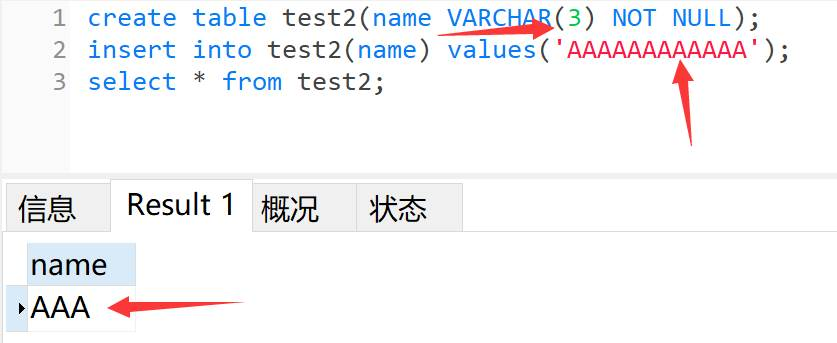 1 create table test2(name VARCHAR(3) NOT NULL);
2 insert into test2(name) values('AAAAAAAAAAAA');
3 select * from test2;
信息 Result 1 概况 状态
name
AAA